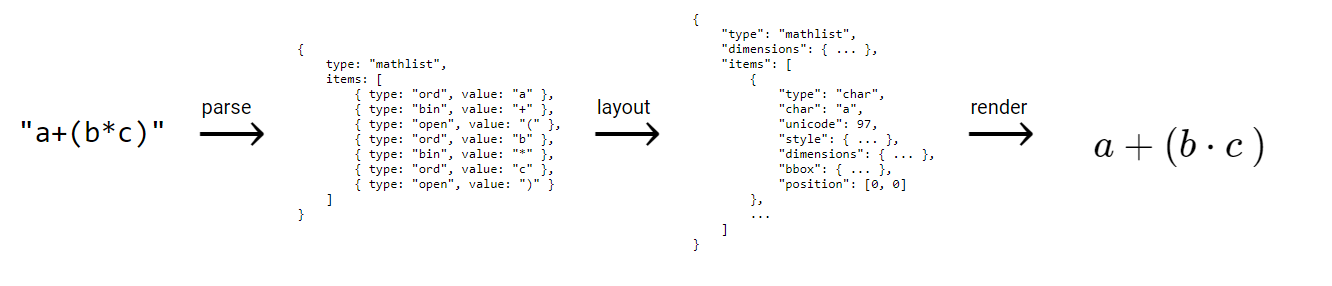 "a+(b*c)"
parse
{
    type: "mathlist",
    items: [
        { type: "ord", value: "a" },
        { type: "bin", value: "+" },
        { type: "open", value: "(" },
        { type: "ord", value: "b" },
        { type: "bin", value: "*" },
        { type: "ord", value: "c" },
        { type: "open", value: ")" }
    ]
}
layout
{
    "type": "mathlist",
    "dimensions": { ... },
    "items": [
        {
            "type": "char",
            "char": "a",
            "unicode": 97,
            "style": { ... },
            "dimensions": { ... },
            "bbox": { ... },
            "position": [0, 0]
        },
        ...
    ]
}
render
a + (b · c )